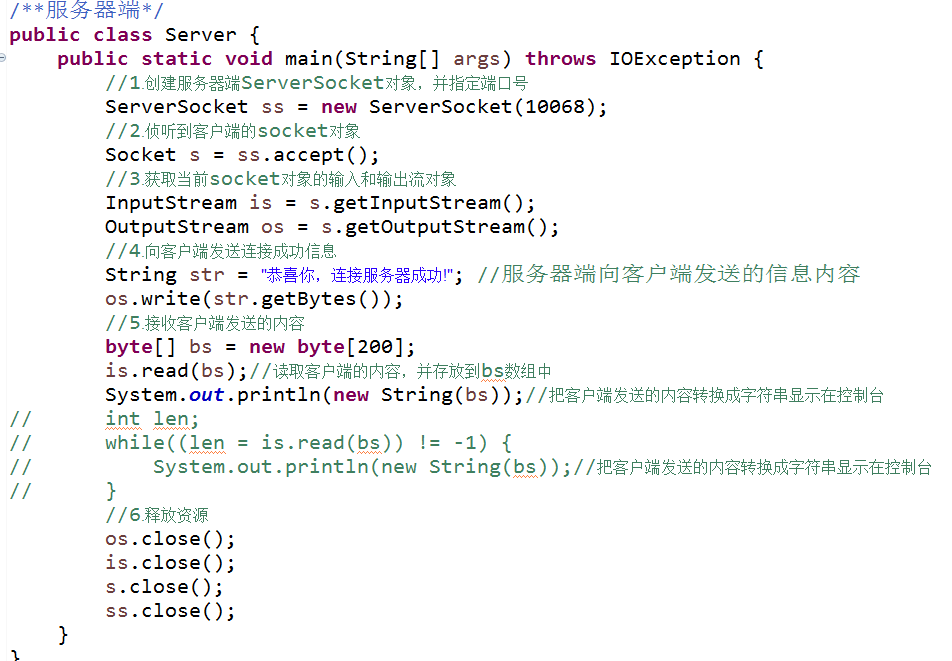 /**服务器端*/
public class Server {
    public static void main(String[] args) throws IOException {
        //1.创建服务器端ServerSocket对象，并指定端口号
        ServerSocket ss = new ServerSocket(10068);
        //2.侦听到客户端的socket对象
        Socket s = ss.accept();
        //3.获取当前socket对象的输入和输出流对象
        InputStream is = s.getInputStream();
        OutputStream os = s.getOutputStream();
        //4.向客户端发送连接成功信息
        String str = "恭喜你，连接服务器成功!"; //服务器端向客户端发送的信息内容
        os.write(str.getBytes());
        //5.接收客户端发送的内容
        byte[] bs = new byte[200];
        is.read(bs);//读取客户端的内容，并存放到bs数组中
        System.out.println(new String(bs));//把客户端发送的内容转换成字符串显示在控制台
//      int len;
//      while((len = is.read(bs)) != -1) {
//          System.out.println(new String(bs));//把客户端发送的内容转换成字符串显示在控制台
//      }
        //6.释放资源
        os.close();
        is.close();
        s.close();
        ss.close();
    }
}